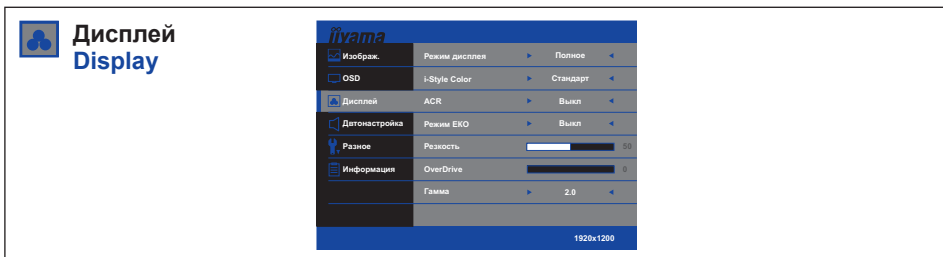 Дисплей
Display
iiyama
Изображ. Режим дисплея Полное
OSD i-Style Color Стандарт
Дисплей ACR Выкл
Автонастройка Режим ЕКО Выкл
Разное Резкость 50
Информация OverDrive 0
Гамма 2.0
1920x1200